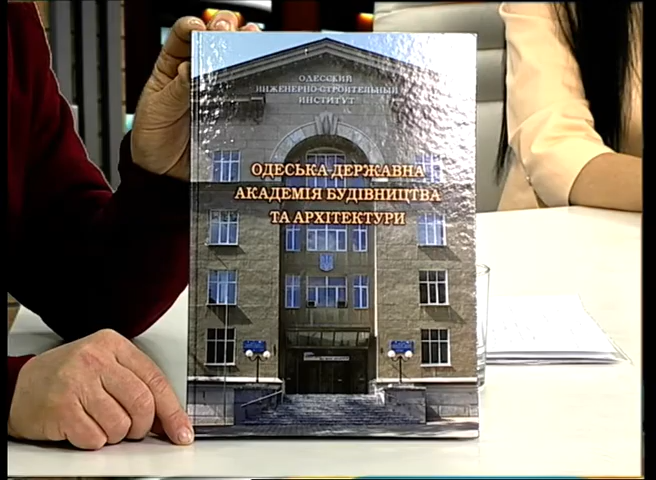 ОДЕССКИЙ
ИНЖЕНЕРНО-СТРОИТЕЛЬНЫЙ
ИНСТИТУТ
ОДЕСЬКА ДЕРЖАВНА
АКАДЕМІЯ БУДІВНИЦТВА
ТА АРХІТЕКТУРИ